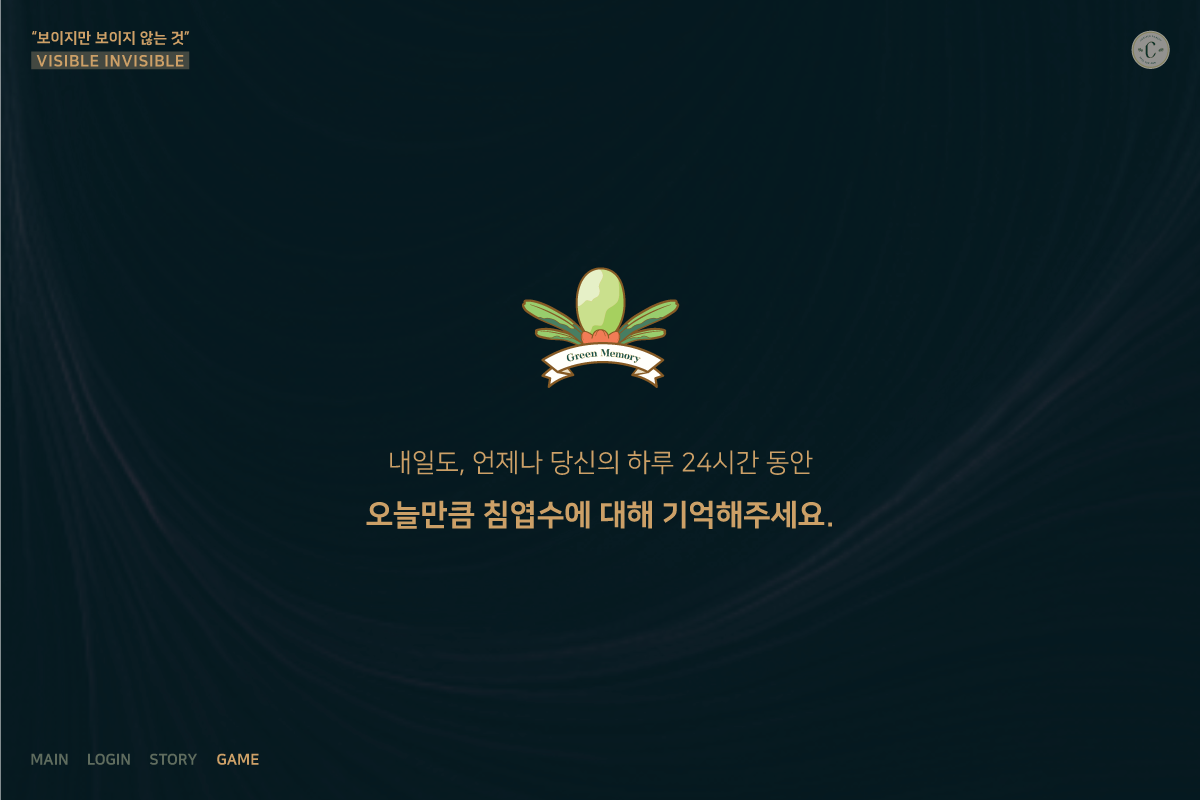 “보이지만 보이지 않는 것”
VISIBLE INVISIBLE
C
Green Memory
내일도, 언제나 당신의 하루 24시간 동안
오늘만큼 침엽수에 대해 기억해주세요.
MAIN LOGIN STORY GAME